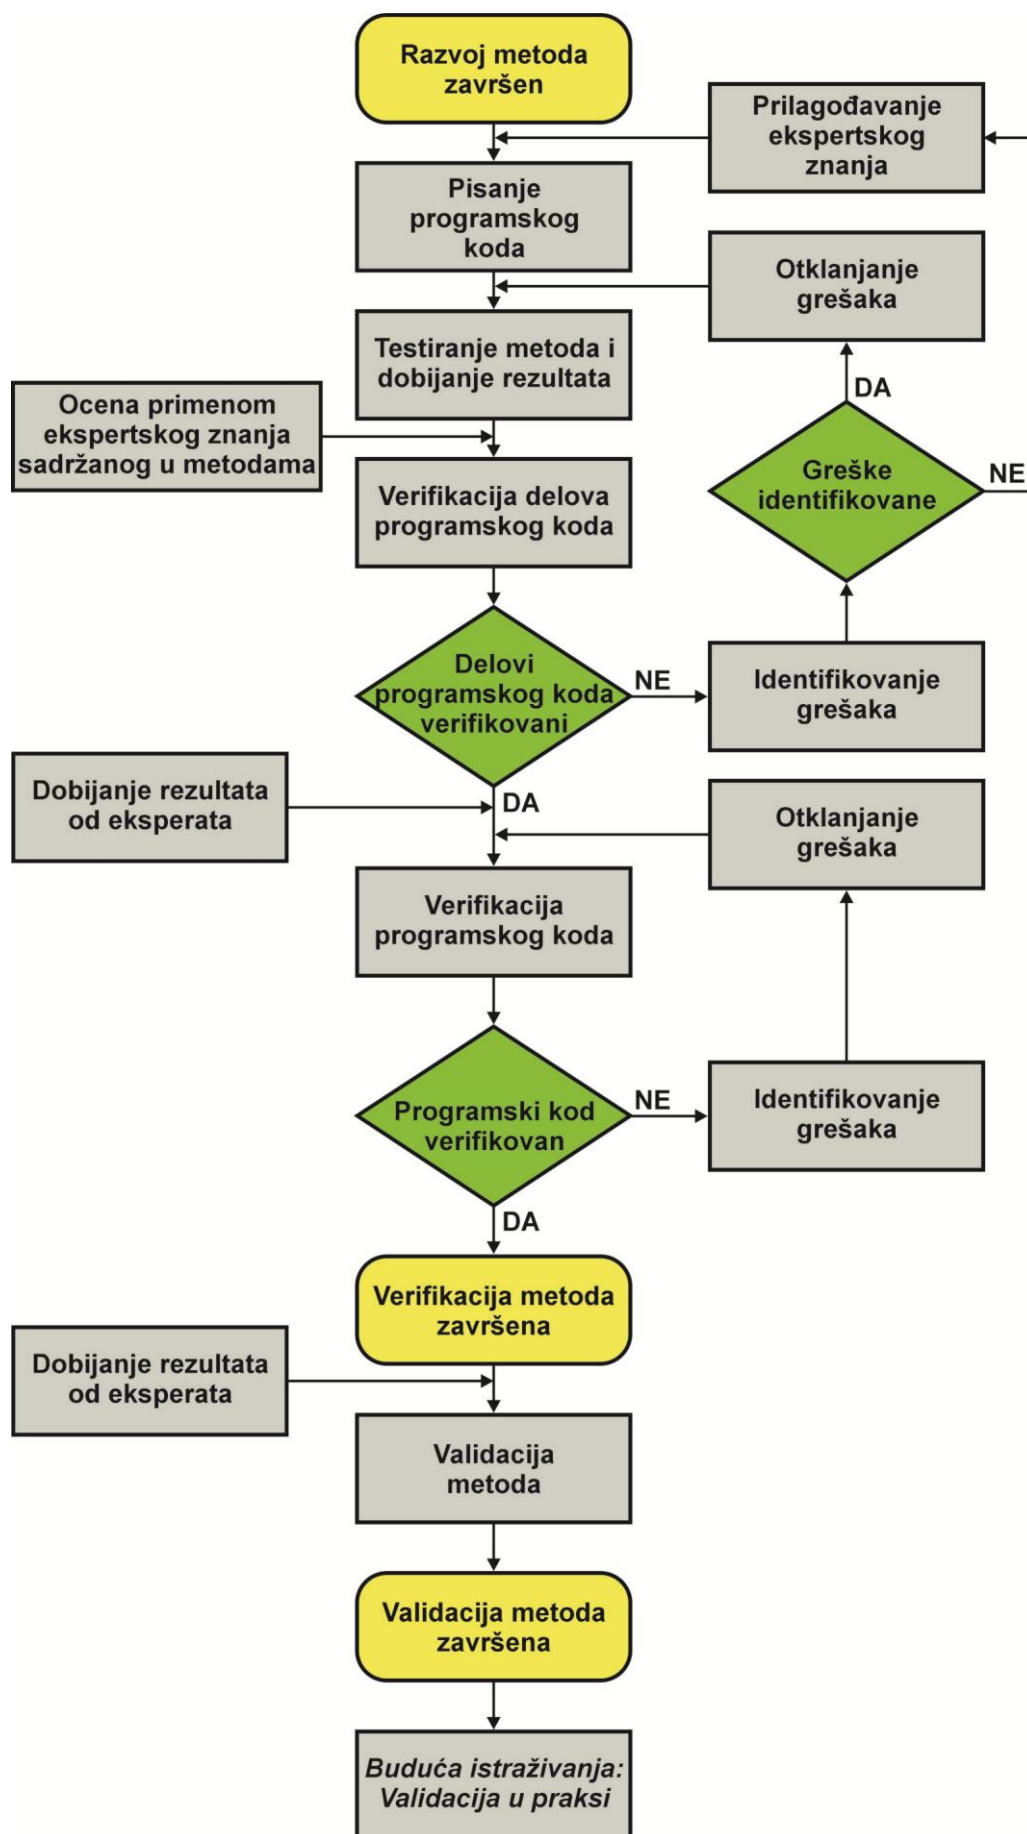 Razvoj metoda
završen
Prilagođavanje
ekspertskog
znanja
Pisanje
programskog
koda
Otklanjanje
grešaka
Testiranje metoda i
dobijanje rezultata
DA
Ocena primenom
ekspertskog znanja
sadržanog u metodama
Greške
identifikovane
NE
Verifikacija delova
programskog koda
Delovi
programskog koda
verifikovani
NE
Identifikovanje
grešaka
Dobijanje rezultata
od eksperata
DA
Otklanjanje
grešaka
Verifikacija
programskog koda
Programski kod
verifikovan
NE
Identifikovanje
grešaka
DA
Verifikacija metoda
završena
Dobijanje rezultata
od eksperata
Validacija
metoda
Validacija metoda
završena
Buduća istraživanja:
Validacija u praksi